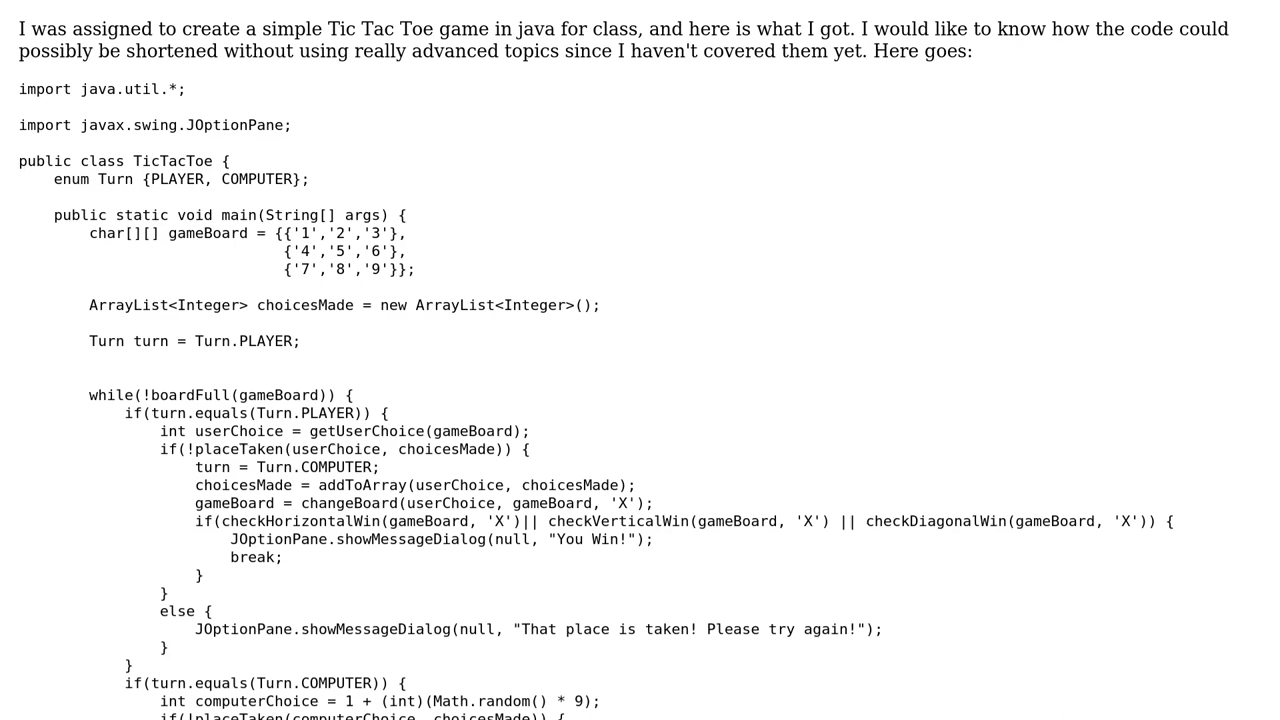 I was assigned to create a simple Tic Tac Toe game in java for class, and here is what I got. I would like to know how the code could
possibly be shortened without using really advanced topics since I haven't covered them yet. Here goes:
import java.util.*;
import javax.swing.JOptionPane;
public class TicTacToe {
    enum Turn {PLAYER, COMPUTER};
    public static void main(String[] args) {
        char[][] gameBoard = {{'1','2','3'},
                              {'4','5','6'},
                              {'7','8','9'}};
        ArrayList<Integer> choicesMade = new ArrayList<Integer>();
        Turn turn = Turn.PLAYER;
        while(!boardFull(gameBoard)) {
            if(turn.equals(Turn.PLAYER)) {
                int userChoice = getUserChoice(gameBoard);
                if(!placeTaken(userChoice, choicesMade)) {
                    turn = Turn.COMPUTER;
                    choicesMade = addToArray(userChoice, choicesMade);
                    gameBoard = changeBoard(userChoice, gameBoard, 'X');
                    if(checkHorizontalWin(gameBoard, 'X')|| checkVerticalWin(gameBoard, 'X') || checkDiagonalWin(gameBoard, 'X')) {
                        JOptionPane.showMessageDialog(null, "You Win!");
                        break;
                    }
                }
                else {
                    JOptionPane.showMessageDialog(null, "That place is taken! Please try again!");
                }
            }
            if(turn.equals(Turn.COMPUTER)) {
                int computerChoice = 1 + (int)(Math.random() * 9);
                if(!placeTaken(computerChoice, choicesMade)) {